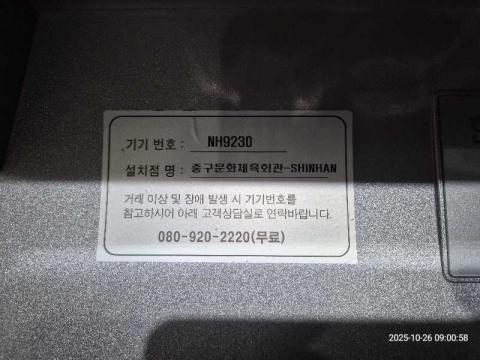 기기 번호 : NH9230
설치점 명 : 중구문화체육회관-SHINHAN
거래 이상 및 장애 발생 시 기기번호를
참고하시어 아래 고객상담실로 연락바랍니다.
080-920-2220(무료)
2025-10-26 09:00:58